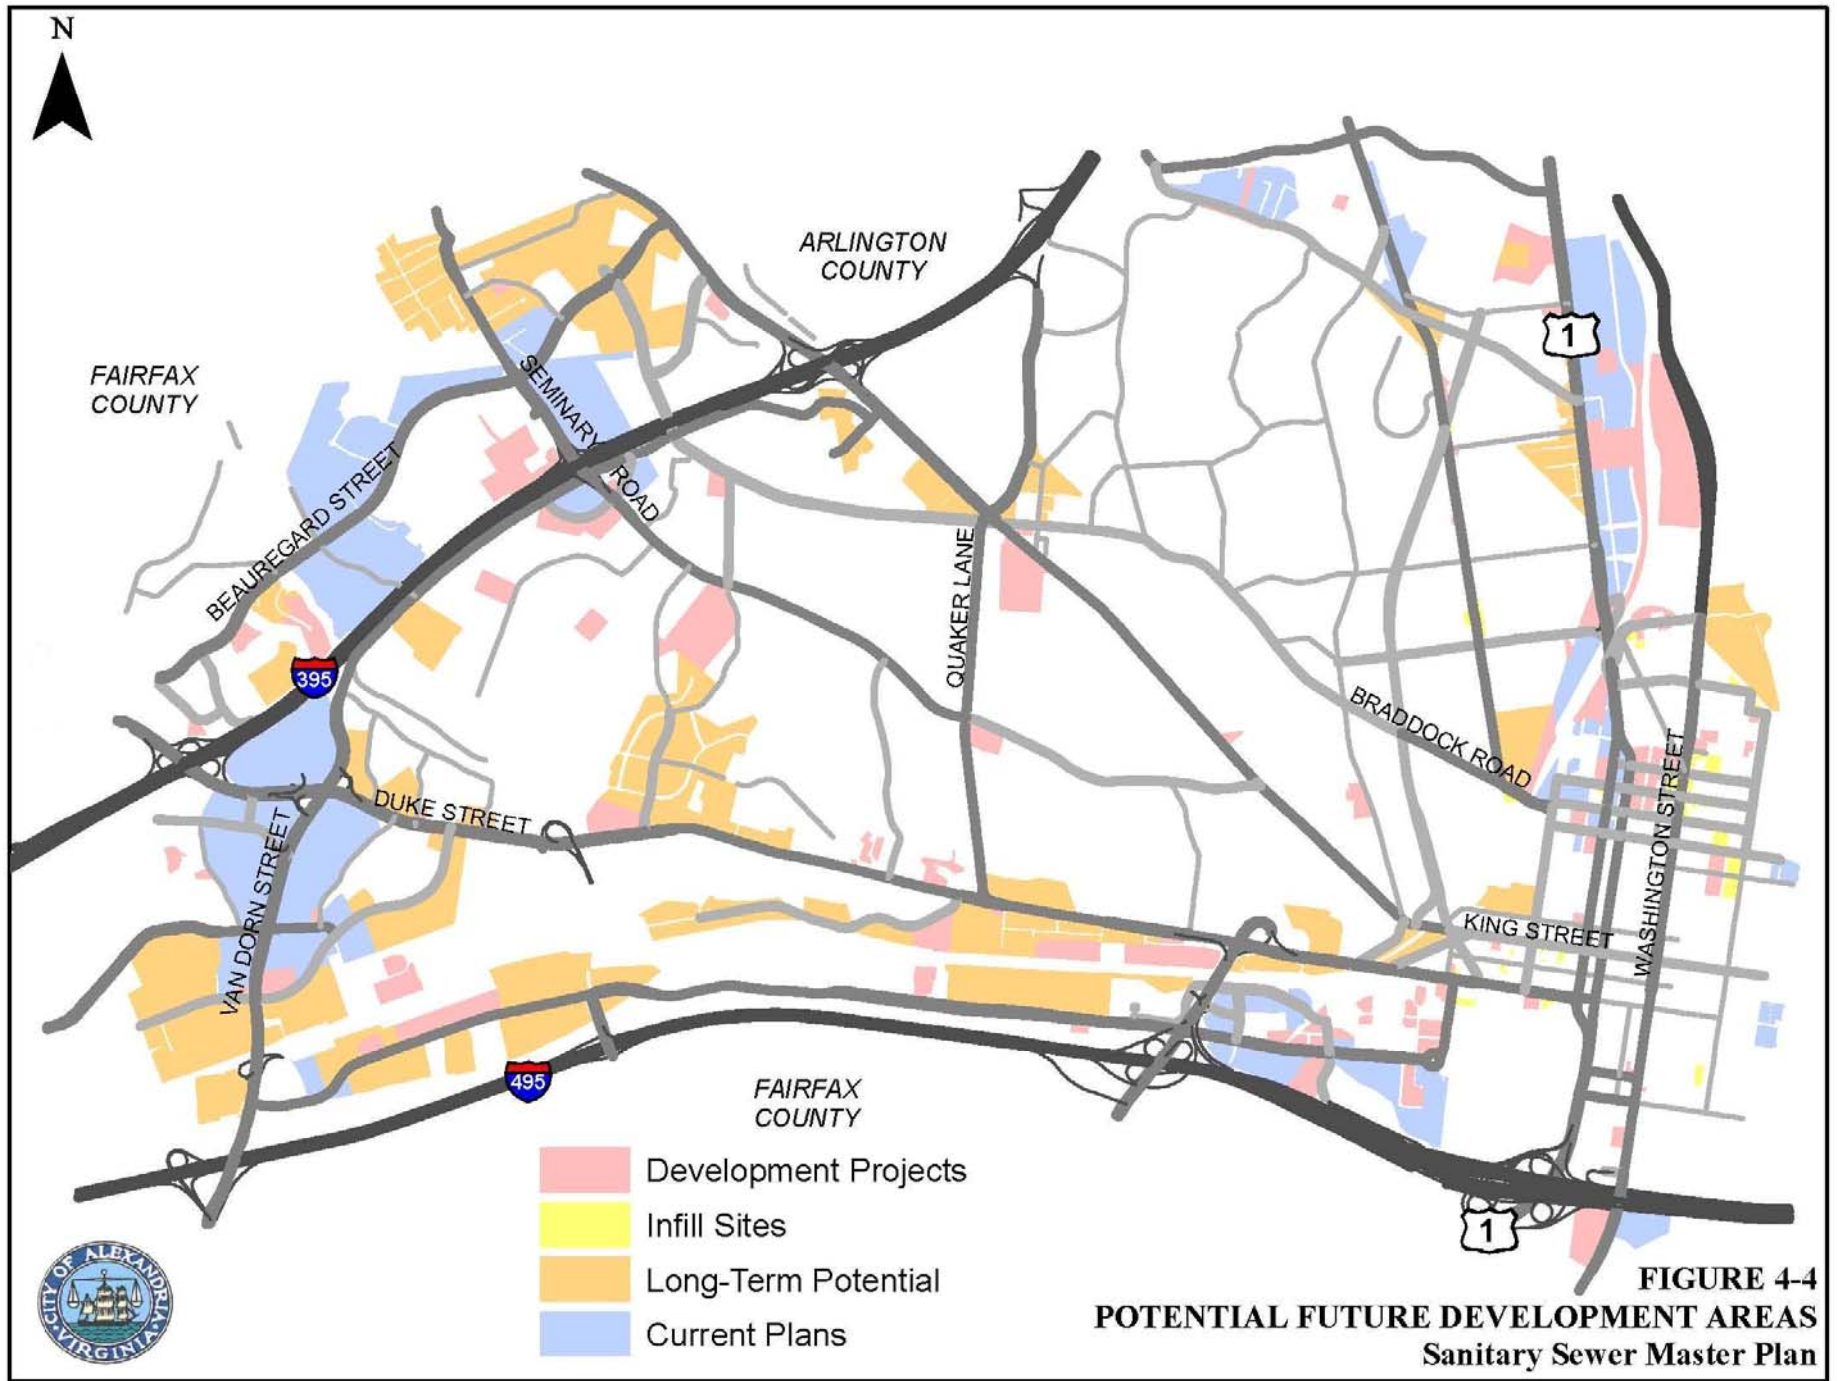 N
ARLINGTON
COUNTY
FAIRFAX
COUNTY
1
SEMINARY ROAD
BEAUREGARD STREET
QUAKER LANE
395
BRADDOCK ROAD
DUKE STREET
VAN DORN STREET
WASHINGTON STREET
KING STREET
495
FAIRFAX
COUNTY
Development Projects
Infill Sites
Long-Term Potential
Current Plans
1
CITY OF ALEXANDRIA
VIRGINIA
FIGURE 4-4
POTENTIAL FUTURE DEVELOPMENT AREAS
Sanitary Sewer Master Plan